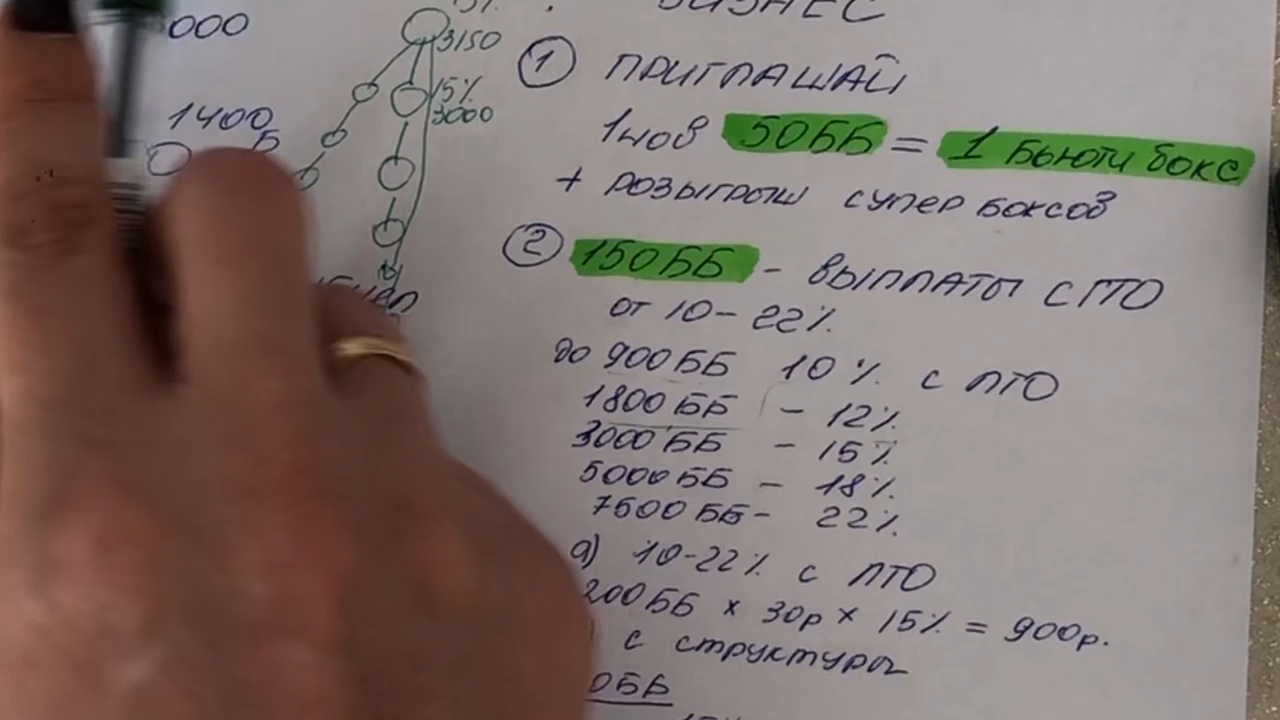 БИЗНЕС
000
3150
15%
3000
1400
Б
① ПРИГЛАШАЙ
1нов 50ББ = 1 Бьюти бокс
+ розыгрыш супер боксов
② 150ББ - выплаты с ГТО
от 10-22%.
до 900ББ 10% с ЛТО
1800ББ - 12%
3000ББ - 15%
5000ББ - 18%
7500ББ - 22%
а) 10-22% с ЛТО
200ББ x 30р x 15% = 900р.
с структуры
0ББ